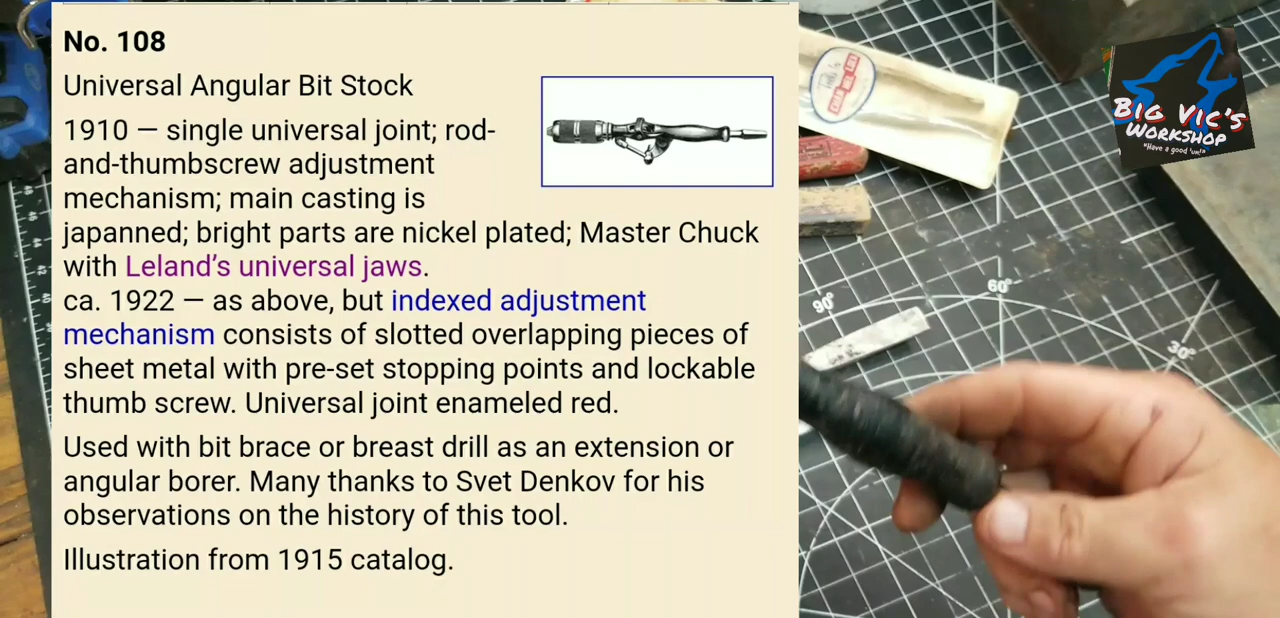 No. 108
Universal Angular Bit Stock
1910 — single universal joint; rod-
and-thumbscrew adjustment
mechanism; main casting is
japanned; bright parts are nickel plated; Master Chuck
with Leland’s universal jaws.
ca. 1922 — as above, but indexed adjustment
mechanism consists of slotted overlapping pieces of
sheet metal with pre-set stopping points and lockable
thumb screw. Universal joint enameled red.
Used with bit brace or breast drill as an extension or
angular borer. Many thanks to Svet Denkov for his
observations on the history of this tool.
Illustration from 1915 catalog.
BIG VIC'S
WORKSHOP
"Have a good 'un!"
90°
60°
30°